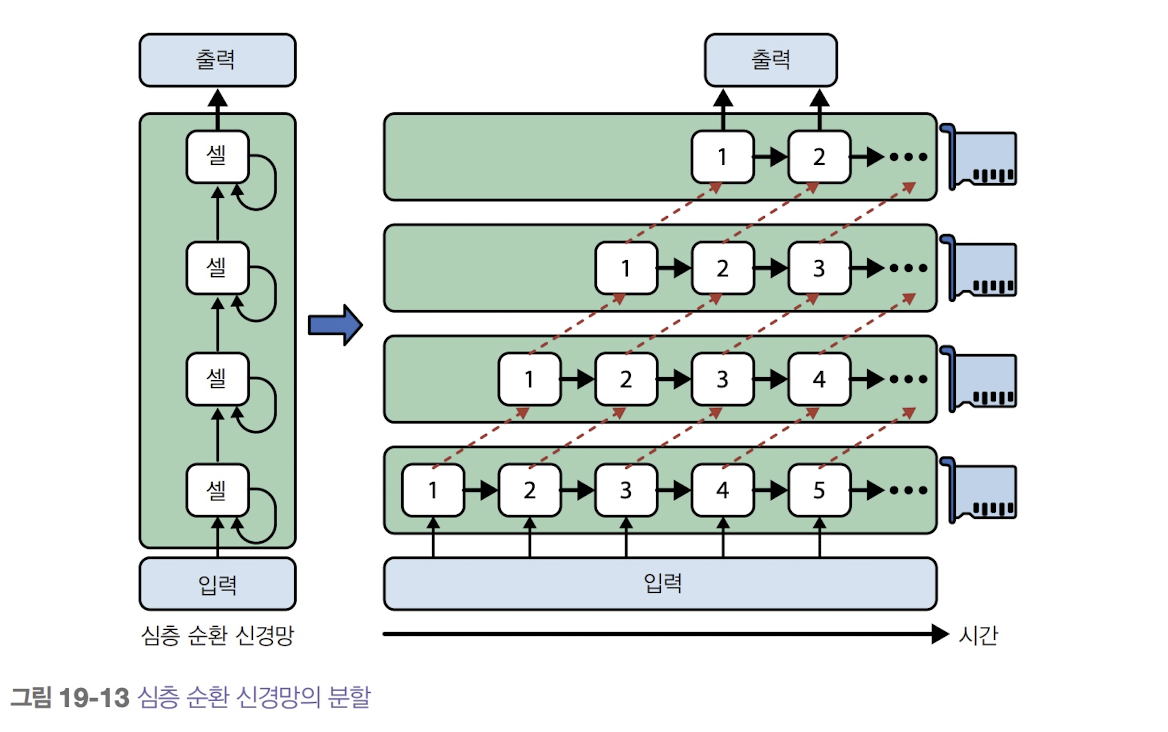 출력
셀
셀
셀
셀
입력
심층 순환 신경망
출력
1 2
1 2 3
1 2 3 4
1 2 3 4 5
입력
시간
그림 19-13 심층 순환 신경망의 분할